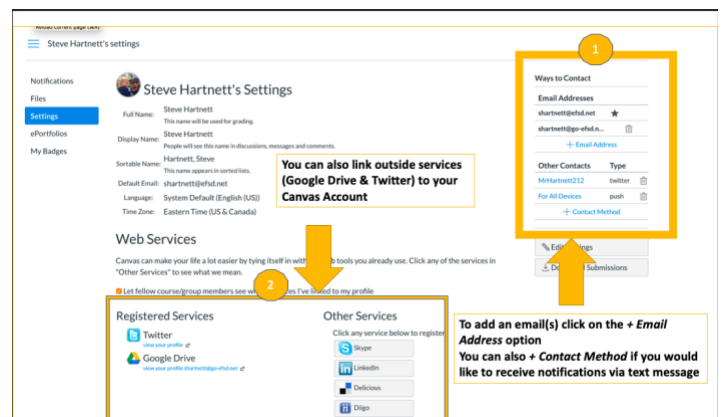 Reload current page (⌘R)
Steve Hartnett's settings
1
Notifications
Files
Settings
ePortfolios
My Badges
Steve Hartnett's Settings
Full Name: Steve Hartnett
This name will be used for grading.
Display Name: Steve Hartnett
People will see this name in discussions, messages and comments.
Sortable Name: Hartnett, Steve
This name appears in sorted lists.
Default Email: shartnett@efsd.net
Language: System Default (English (US))
Time Zone: Eastern Time (US & Canada)
You can also link outside services
(Google Drive & Twitter) to your
Canvas Account
Ways to Contact
Email Addresses
shartnett@efsd.net ★
shartnett@go-efsd.n...
+ Email Address
Other Contacts Type
MrHartnett212 twitter
For All Devices push
+ Contact Method
Web Services
Canvas can make your life a lot easier by tying itself in with tools you already use. Click any of the services in
"Other Services" to see what we mean.
Let fellow course/group members see I've linked to my profile
2
Registered Services
Twitter
view your profile
Google Drive
view your profile shartnett@go-efsd.net
Other Services
Click any service below to register
Skype
LinkedIn
Delicious
Diigo
To add an email(s) click on the + Email
Address option
You can also + Contact Method if you would
like to receive notifications via text message